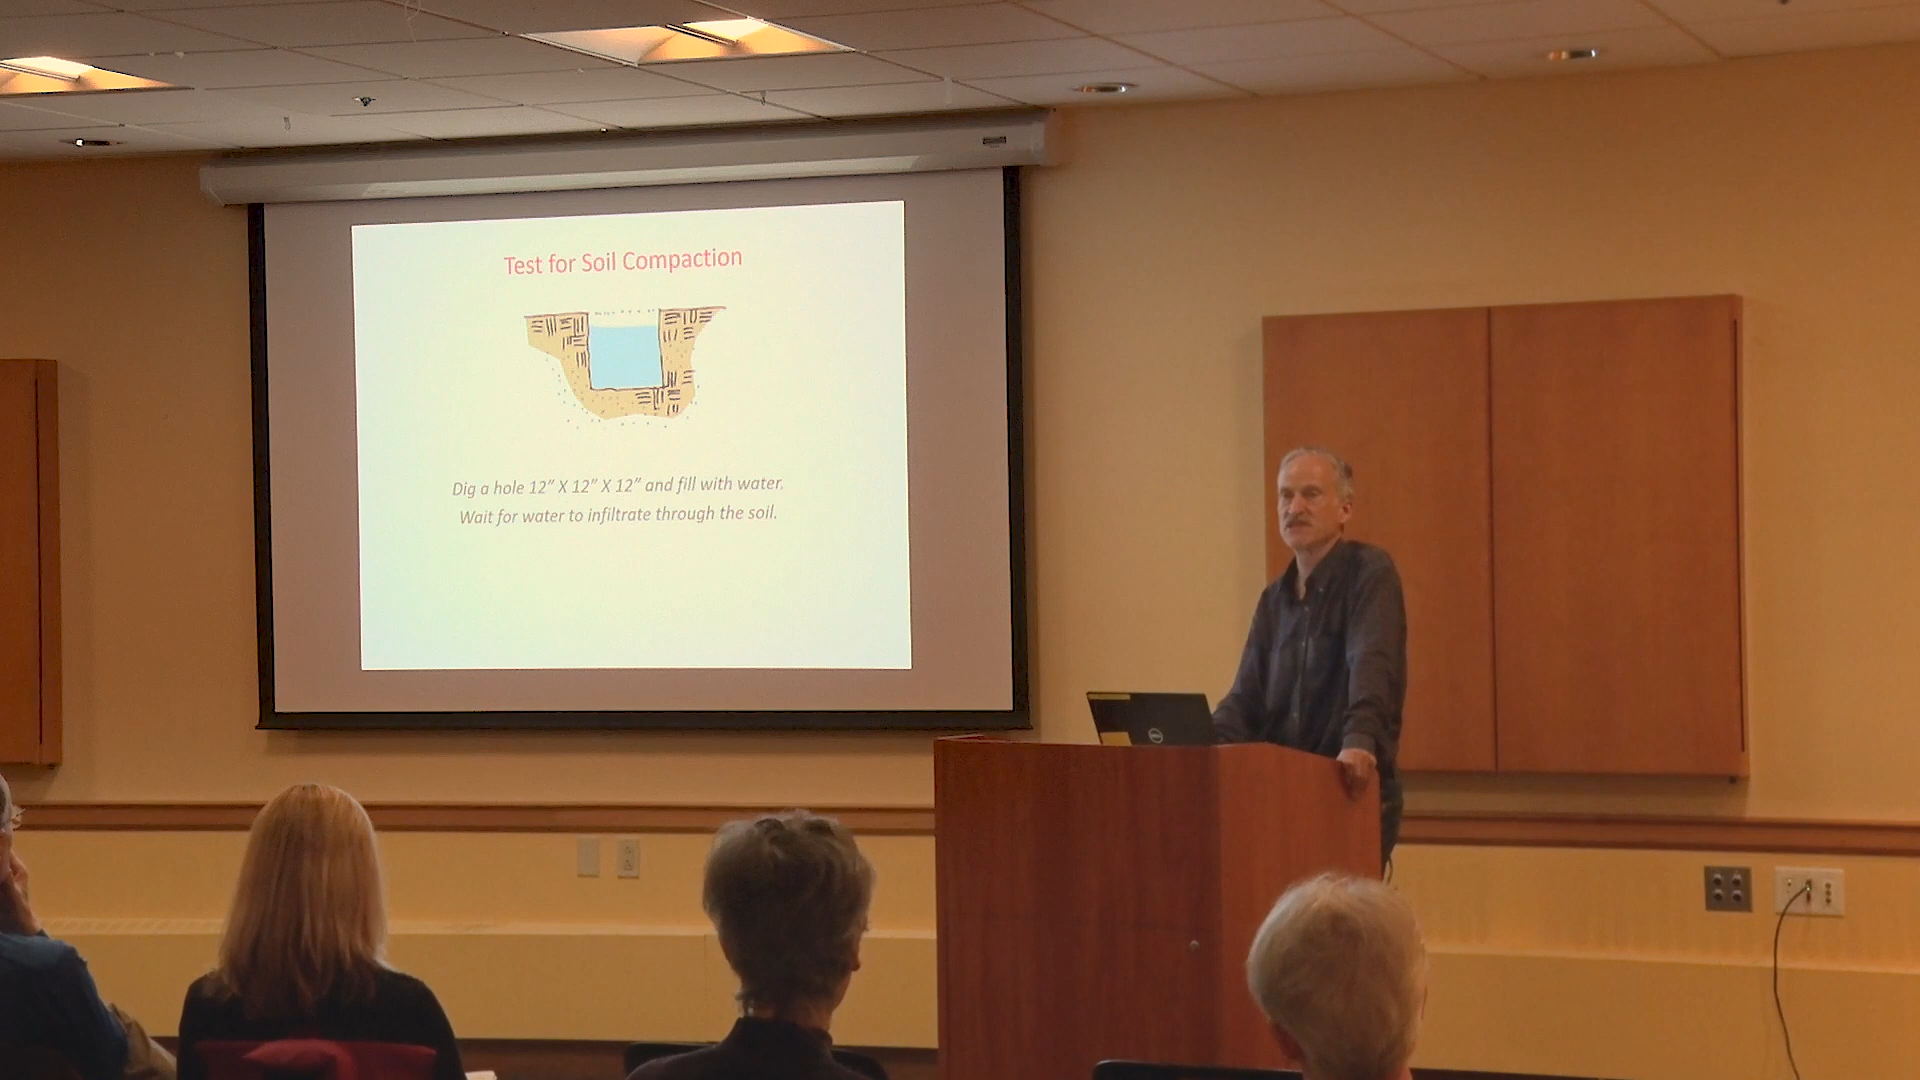 Test for Soil Compaction
Dig a hole 12” X 12” X 12” and fill with water.
Wait for water to infiltrate through the soil.
DELL